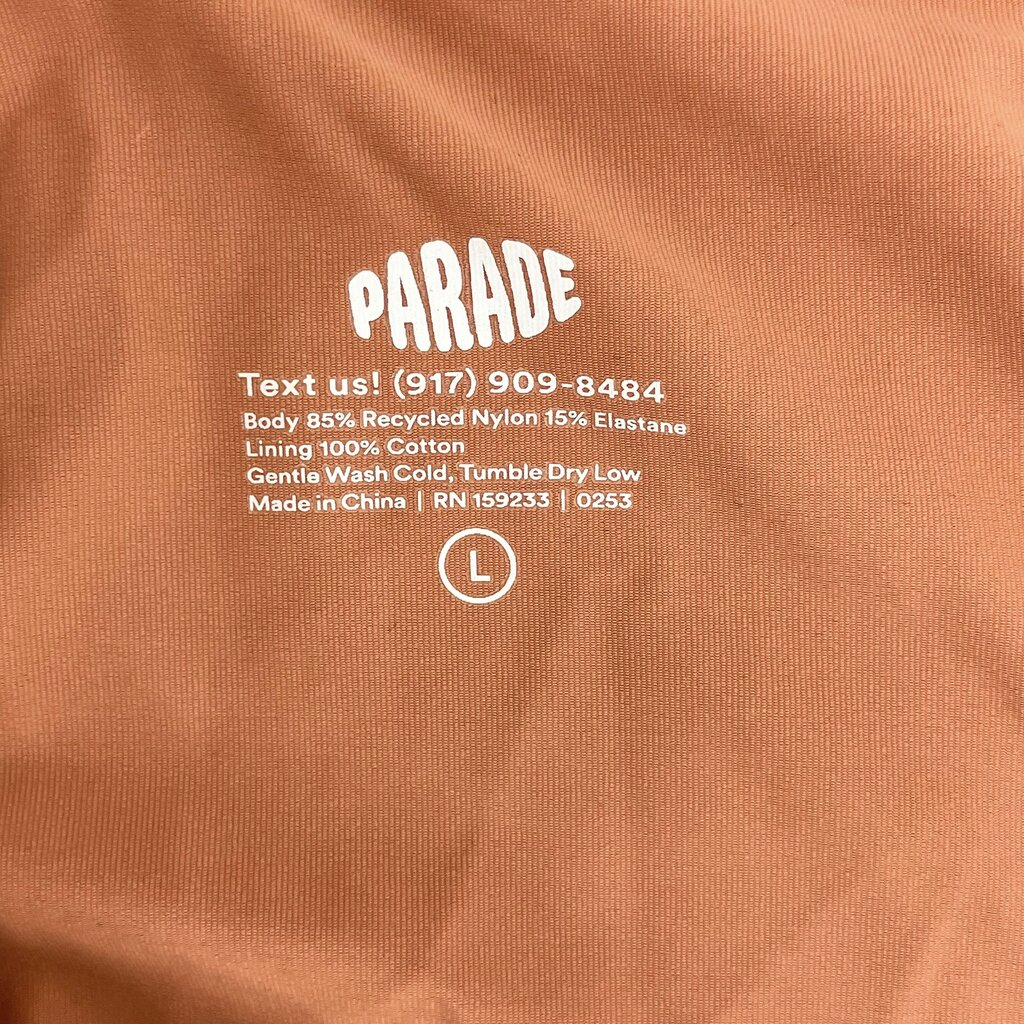 PARADE
Text us! (917) 909-8484
Body 85% Recycled Nylon 15% Elastane
Lining 100% Cotton
Gentle Wash Cold, Tumble Dry Low
Made in China | RN 159233 | 0253
L